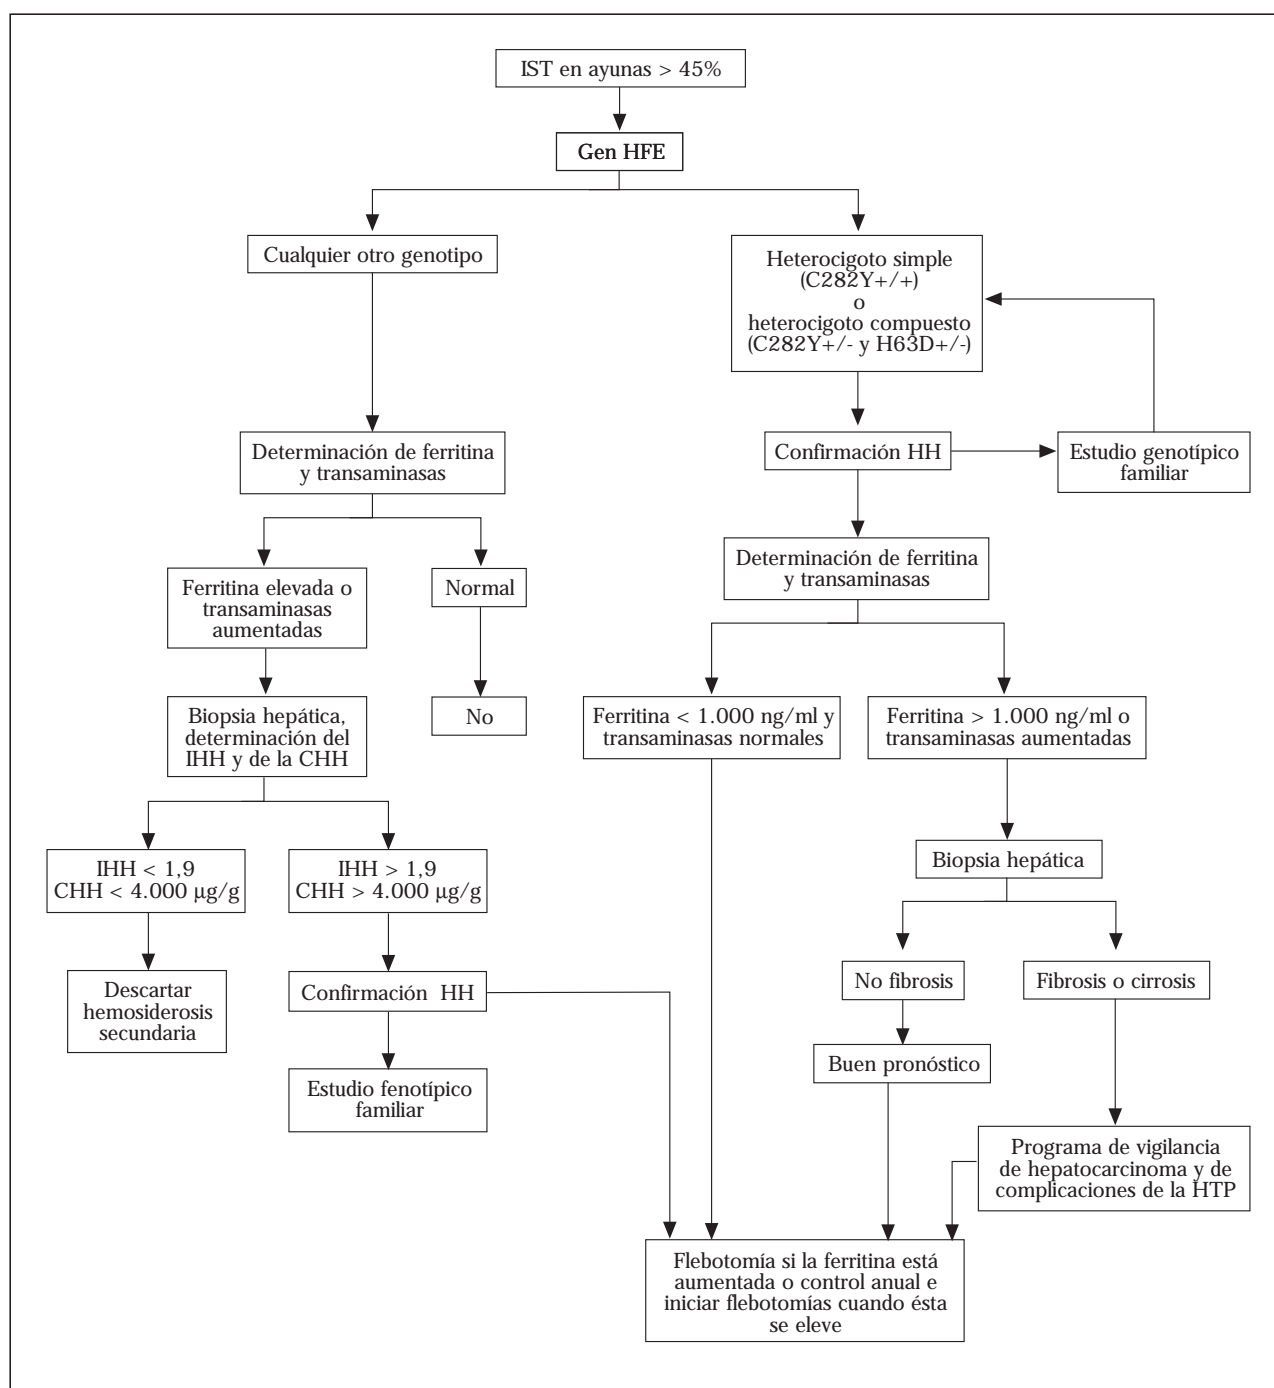 IST en ayunas > 45%
Gen HFE
Cualquier otro genotipo
Heterocigoto simple
(C282Y+/+)
o
heterocigoto compuesto
(C282Y+/- y H63D+/-)
Determinación de ferritina
y transaminasas
Confirmación HH
Estudio genotípico
familiar
Ferritina elevada o
transaminasas
aumentadas
Normal
Determinación de ferritina
y transaminasas
Biopsia hepática,
determinación del
IHH y de la CHH
No
Ferritina < 1.000 ng/ml y
transaminasas normales
Ferritina > 1.000 ng/ml o
transaminasas aumentadas
IHH < 1,9
CHH < 4.000 µg/g
IHH > 1,9
CHH > 4.000 µg/g
Biopsia hepática
Descartar
hemosiderosis
secundaria
Confirmación HH
No fibrosis
Fibrosis o cirrosis
Estudio fenotípico
familiar
Buen pronóstico
Programa de vigilancia
de hepatocarcinoma y de
complicaciones de la HTP
Flebotomía si la ferritina está
aumentada o control anual e
iniciar flebotomías cuando ésta
se eleve